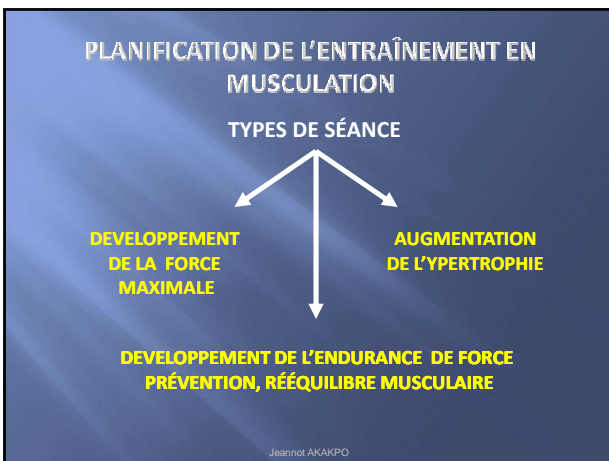 PLANIFICATION DE L'ENTRAÎNEMENT EN
MUSCULATION
TYPES DE SÉANCE
DEVELOPPEMENT
DE LA FORCE
MAXIMALE
AUGMENTATION
DE L'YPERTROPHIE
DEVELOPPEMENT DE L'ENDURANCE DE FORCE
PRÉVENTION, RÉÉQUILIBRE MUSCULAIRE
Jeannot AKAKPO